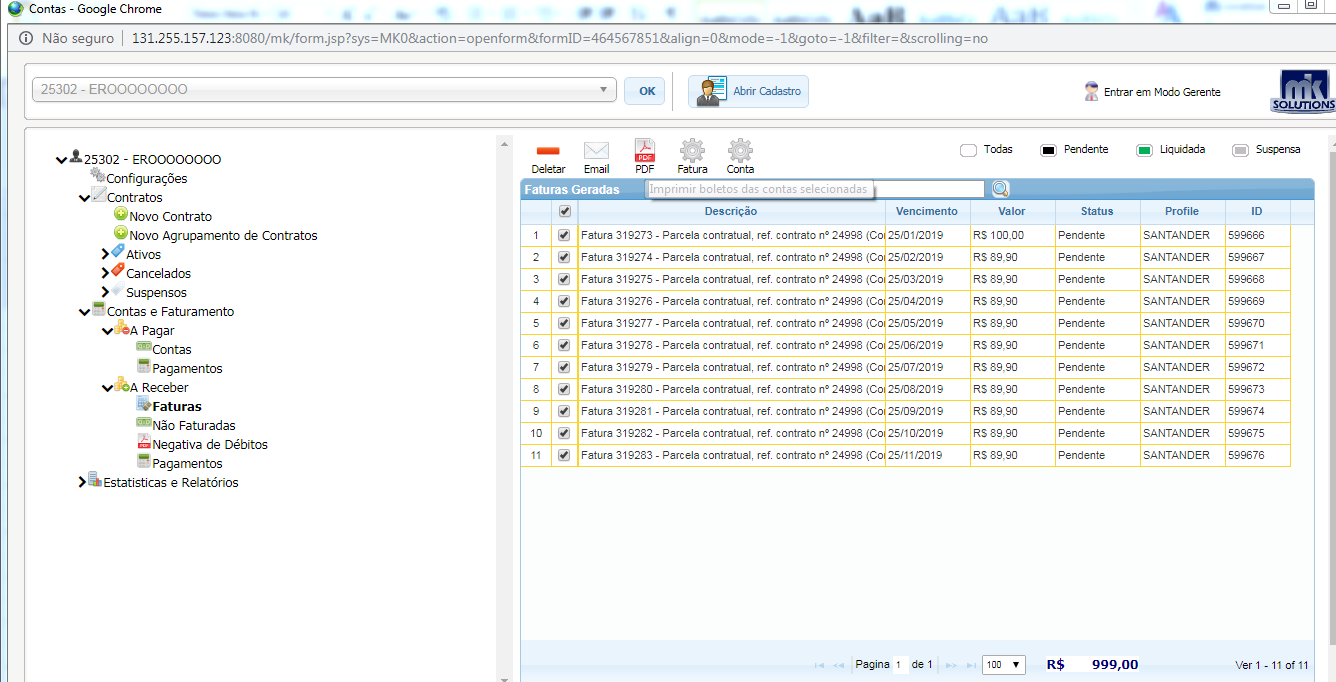 Contas - Google Chrome
Não seguro | 131.255.157.123:8080/mk/form.jsp?sys=MK0&action=openform&formID=464567851&align=0&mode=-1&goto=-1&filter=&scrolling=no
25302 - EROOOOOOOO
OK
Abrir Cadastro
Entrar em Modo Gerente
mk
SOLUTIONS
25302 - EROOOOOOOO
Configurações
Contratos
Novo Contrato
Novo Agrupamento de Contratos
Ativos
Cancelados
Suspensos
Contas e Faturamento
A Pagar
Contas
Pagamentos
A Receber
Faturas
Não Faturadas
Negativa de Débitos
Pagamentos
Estatisticas e Relatórios
Deletar Email PDF Fatura Conta
Todas Pendente Liquidada Suspensa
Faturas Geradas
Imprimir boletos das contas selecionadas
Descrição Vencimento Valor Status Profile ID
1 Fatura 319273 - Parcela contratual, ref. contrato nº 24998 (Co 25/01/2019 R$ 100,00 Pendente SANTANDER 599666
2 Fatura 319274 - Parcela contratual, ref. contrato nº 24998 (Co 25/02/2019 R$ 89,90 Pendente SANTANDER 599667
3 Fatura 319275 - Parcela contratual, ref. contrato nº 24998 (Co 25/03/2019 R$ 89,90 Pendente SANTANDER 599668
4 Fatura 319276 - Parcela contratual, ref. contrato nº 24998 (Co 25/04/2019 R$ 89,90 Pendente SANTANDER 599669
5 Fatura 319277 - Parcela contratual, ref. contrato nº 24998 (Co 25/05/2019 R$ 89,90 Pendente SANTANDER 599670
6 Fatura 319278 - Parcela contratual, ref. contrato nº 24998 (Co 25/06/2019 R$ 89,90 Pendente SANTANDER 599671
7 Fatura 319279 - Parcela contratual, ref. contrato nº 24998 (Co 25/07/2019 R$ 89,90 Pendente SANTANDER 599672
8 Fatura 319280 - Parcela contratual, ref. contrato nº 24998 (Co 25/08/2019 R$ 89,90 Pendente SANTANDER 599673
9 Fatura 319281 - Parcela contratual, ref. contrato nº 24998 (Co 25/09/2019 R$ 89,90 Pendente SANTANDER 599674
10 Fatura 319282 - Parcela contratual, ref. contrato nº 24998 (Co 25/10/2019 R$ 89,90 Pendente SANTANDER 599675
11 Fatura 319283 - Parcela contratual, ref. contrato nº 24998 (Co 25/11/2019 R$ 89,90 Pendente SANTANDER 599676
Pagina 1 de 1 100 R$ 999,00 Ver 1 - 11 of 11